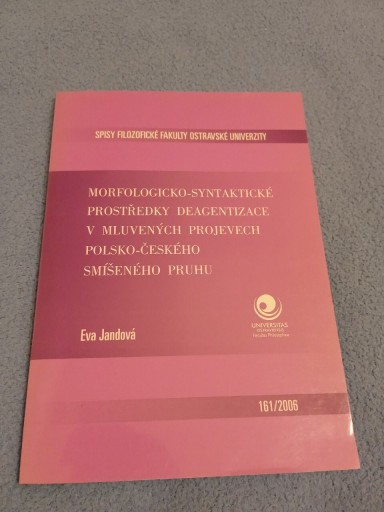 SPISY FILOZOFICKÉ FAKULTY OSTRAVSKÉ UNIVERZITY
MORFOLOGICKO-SYNTAKTICKÉ
PROSTŘEDKY DEAGENTIZACE
V MLUVENÝCH PROJEVECH
POLSKO-ČESKÉHO
SMÍŠENÉHO PRUHU
Eva Jandová
UNIVERSITAS
OSTRAVIENSIS
161/2006